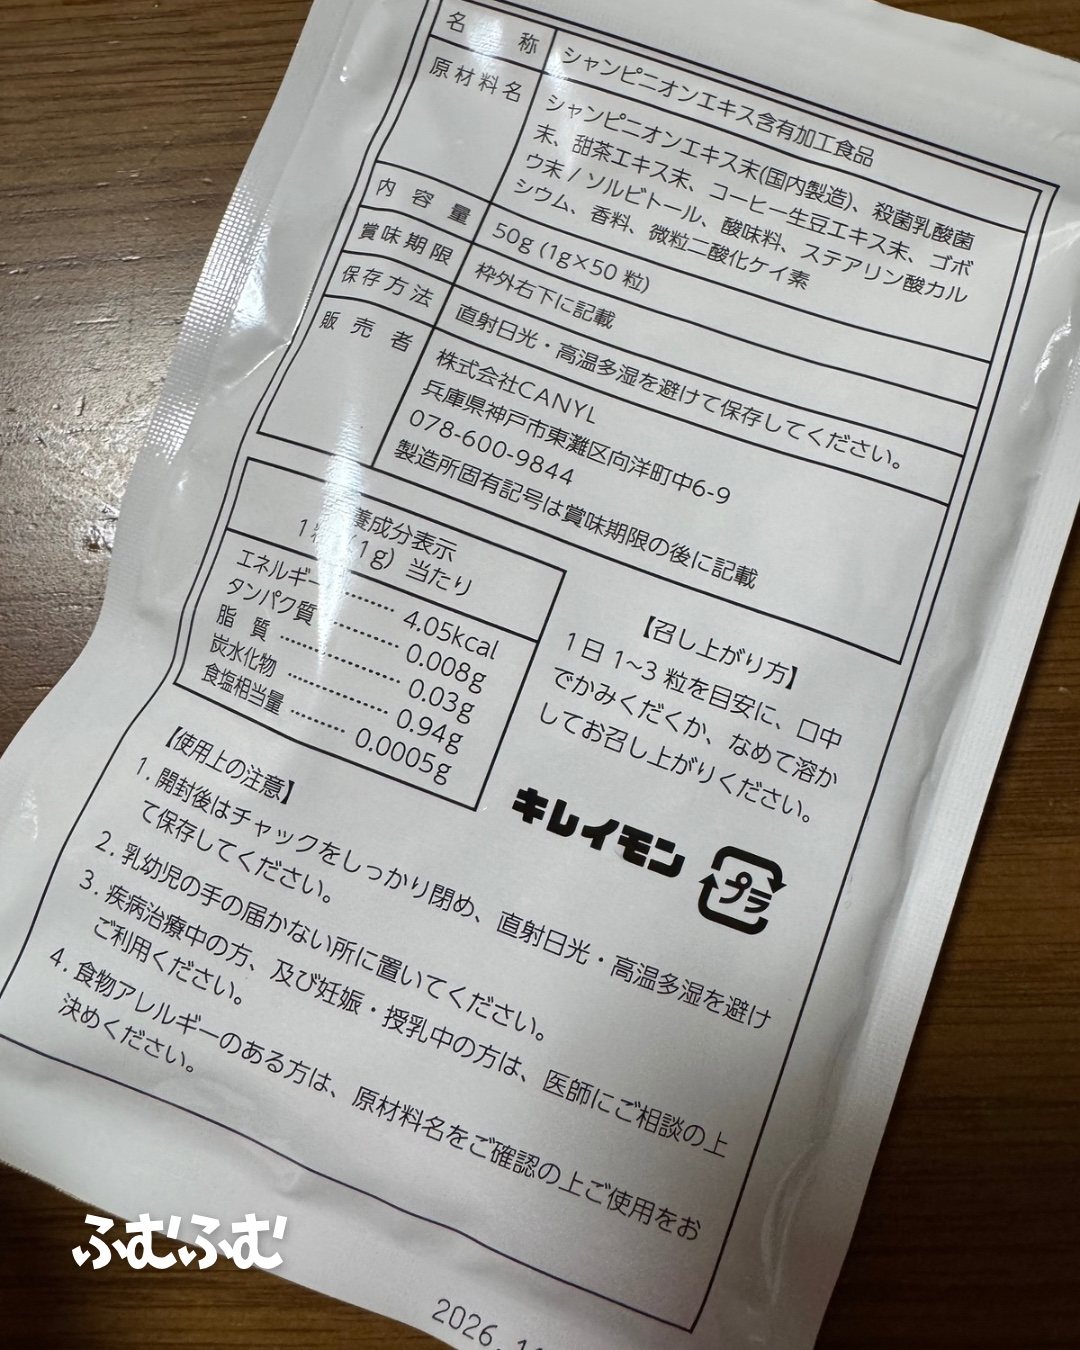 名 称 シャンピニオンエキス含有加工食品
原材料名 シャンピニオンエキス末(国内製造)、殺菌乳酸菌
末、甜茶エキス末、コーヒー生豆エキス末、ゴボ
ウ末 / ソルビトール、酸味料、ステアリン酸カル
シウム、香料、微粒二酸化ケイ素
内 容 量 50g (1g×50 粒)
賞味期限 枠外右下に記載
保存方法 直射日光・高温多湿を避けて保存してください。
販 売 者 株式会社CANYL
兵庫県神戸市東灘区向洋町中6-9
078-600-9844
製造所固有記号は賞味期限の後に記載
養成分表示
1 (1g) 当たり
エネルギー ………… 4.05kcal
タンパク質 ………… 0.008g
脂 質 ………… 0.03g
炭水化物 ………… 0.94g
食塩相当量 ……… 0.0005g
【召し上がり方】
1日 1~3 粒を目安に、口中
でかみくだくか、なめて溶か
してお召し上がりください。
キレイモン
プラ
【使用上の注意】
1. 開封後はチャックをしっかり閉め、直射日光・高温多湿を避け
て保存してください。
2. 乳幼児の手の届かない所に置いてください。
3. 疾病治療中の方、及び妊娠・授乳中の方は、医師にご相談の上
ご利用ください。
4. 食物アレルギーのある方は、原材料名をご確認の上ご使用をお
決めください。
ふむふむ
2026.